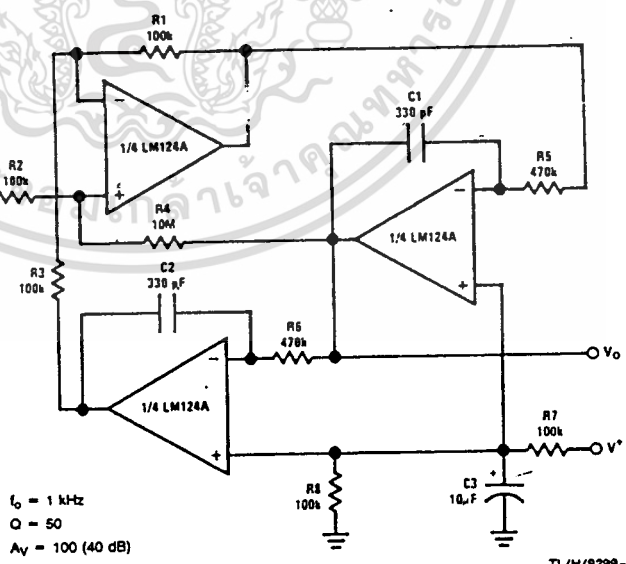 R1
100k
C1
330 pF
1/4 LM124A
R2
100k
R5
470k
R4
10M
1/4 LM124A
R3
100k
C2
330 pF
R6
470k
Vo
1/4 LM124A
R7
100k
V+
R8
100k
C3
10µF
fo = 1 kHz
Q = 50
AV = 100 (40 dB)